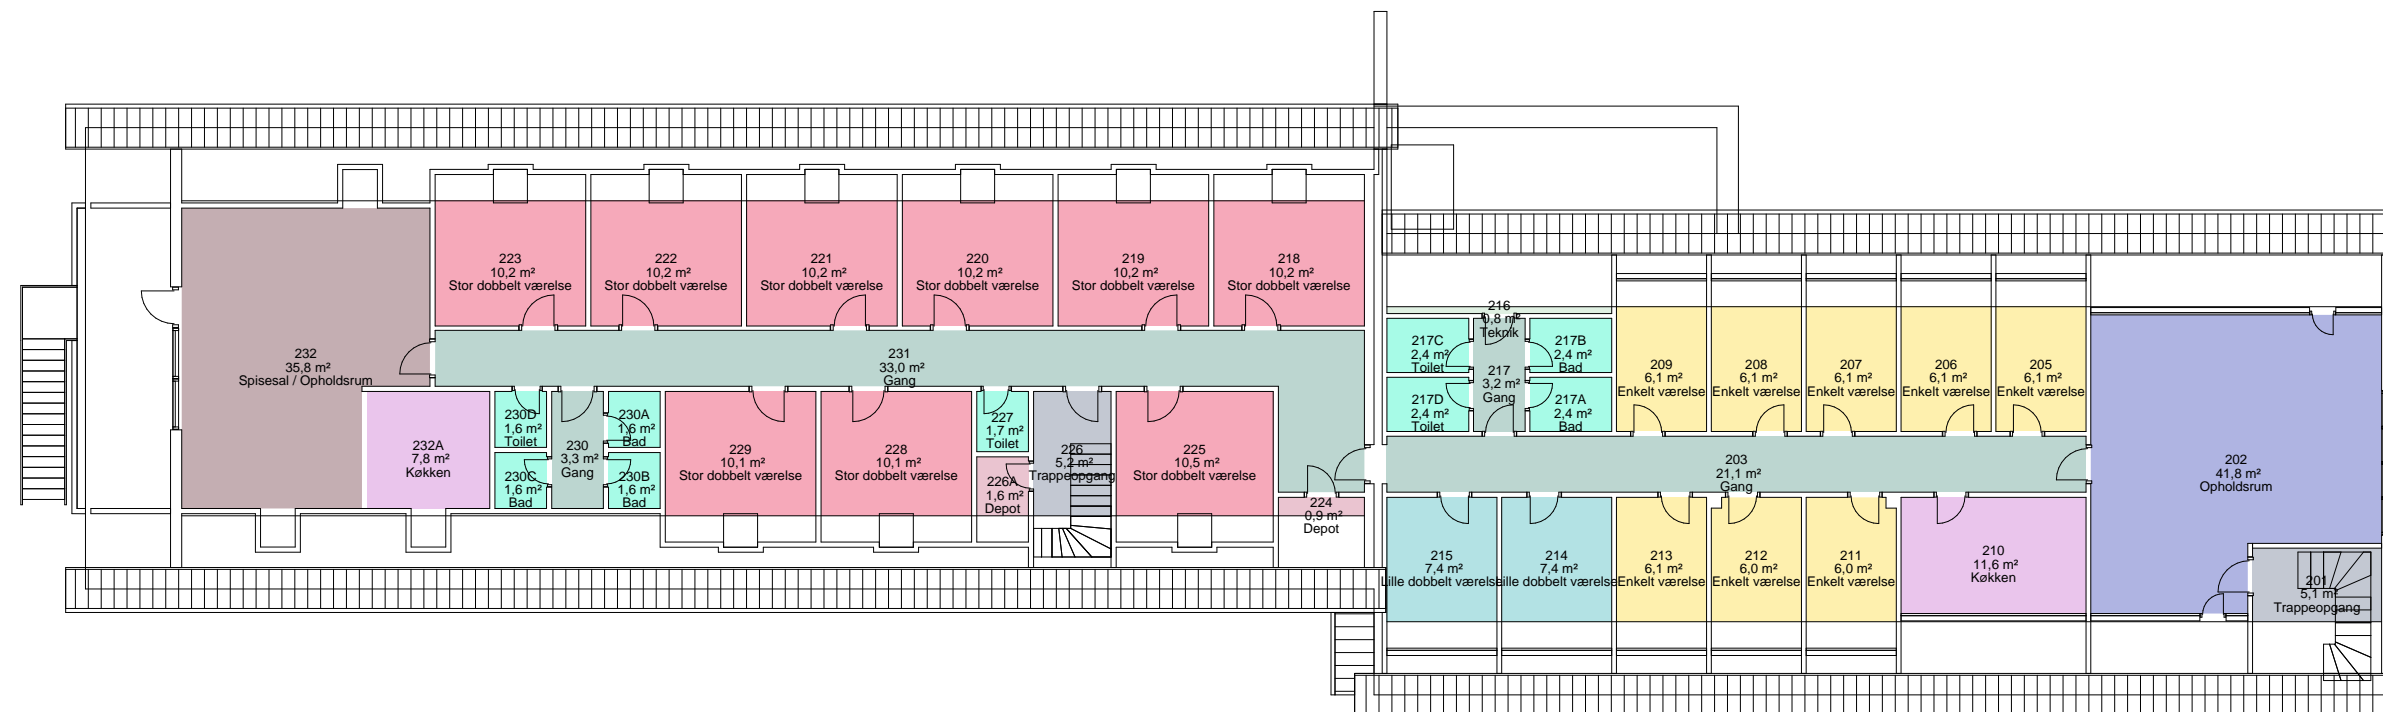 223
10,2 m²
Stor dobbelt værelse
222
10,2 m²
Stor dobbelt værelse
221
10,2 m²
Stor dobbelt værelse
220
10,2 m²
Stor dobbelt værelse
219
10,2 m²
Stor dobbelt værelse
218
10,2 m²
Stor dobbelt værelse
232
35,8 m²
Spisesal / Opholdsrum
231
33,0 m²
Gang
232A
7,8 m²
Køkken
230D
1,6 m²
Toilet
230C
1,6 m²
Bad
230
3,3 m²
Gang
230A
1,6 m²
Bad
230B
1,6 m²
Bad
229
10,1 m²
Stor dobbelt værelse
228
10,1 m²
Stor dobbelt værelse
227
1,7 m²
Toilet
226A
1,6 m²
Depot
226
5,2 m²
Trappeopgang
225
10,5 m²
Stor dobbelt værelse
224
0,9 m²
Depot
216
0,8 m²
Teknik
217C
2,4 m²
Toilet
217D
2,4 m²
Toilet
217
3,2 m²
Gang
217B
2,4 m²
Bad
217A
2,4 m²
Bad
209
6,1 m²
Enkelt værelse
208
6,1 m²
Enkelt værelse
207
6,1 m²
Enkelt værelse
206
6,1 m²
Enkelt værelse
205
6,1 m²
Enkelt værelse
203
21,1 m²
Gang
202
41,8 m²
Opholdsrum
215
7,4 m²
Lille dobbelt værelse
214
7,4 m²
Lille dobbelt værelse
213
6,1 m²
Enkelt værelse
212
6,0 m²
Enkelt værelse
211
6,0 m²
Enkelt værelse
210
11,6 m²
Køkken
201
5,1 m²
Trappeopgang